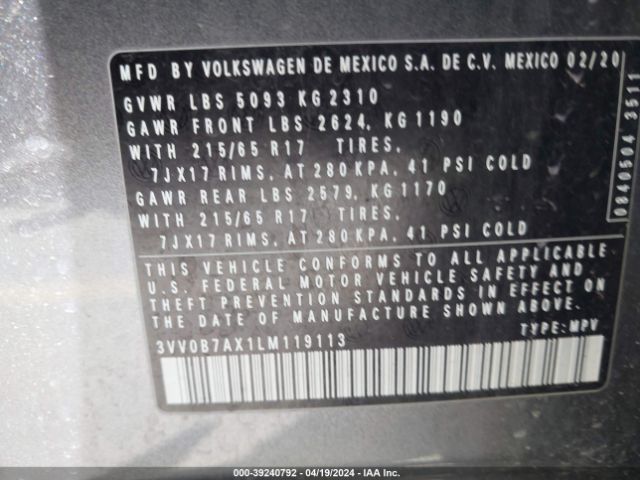 MFD BY VOLKSWAGEN DE MEXICO S.A. DE C.V. MEXICO 02/20
GVWR LBS 5093 KG 2310
GAWR FRONT LBS 2624, KG 1190
WITH 215/65 R17 TIRES,
7JX17 RIMS, AT 280 KPA, 41 PSI COLD
GAWR REAR LBS 2579, KG 1170
WITH 215/65 R17 TIRES,
7JX17 RIMS, AT 280 KPA, 41 PSI COLD
THIS VEHICLE CONFORMS TO ALL APPLICABLE
U.S. FEDERAL MOTOR VEHICLE SAFETY AND
THEFT PREVENTION STANDARDS IN EFFECT ON
THE DATE OF MANUFACTURE SHOWN ABOVE.
3VV0B7AX1LM119113 TYPE: MPV
0840504 3511
000-39240792 - 04/19/2024 - IAA Inc.